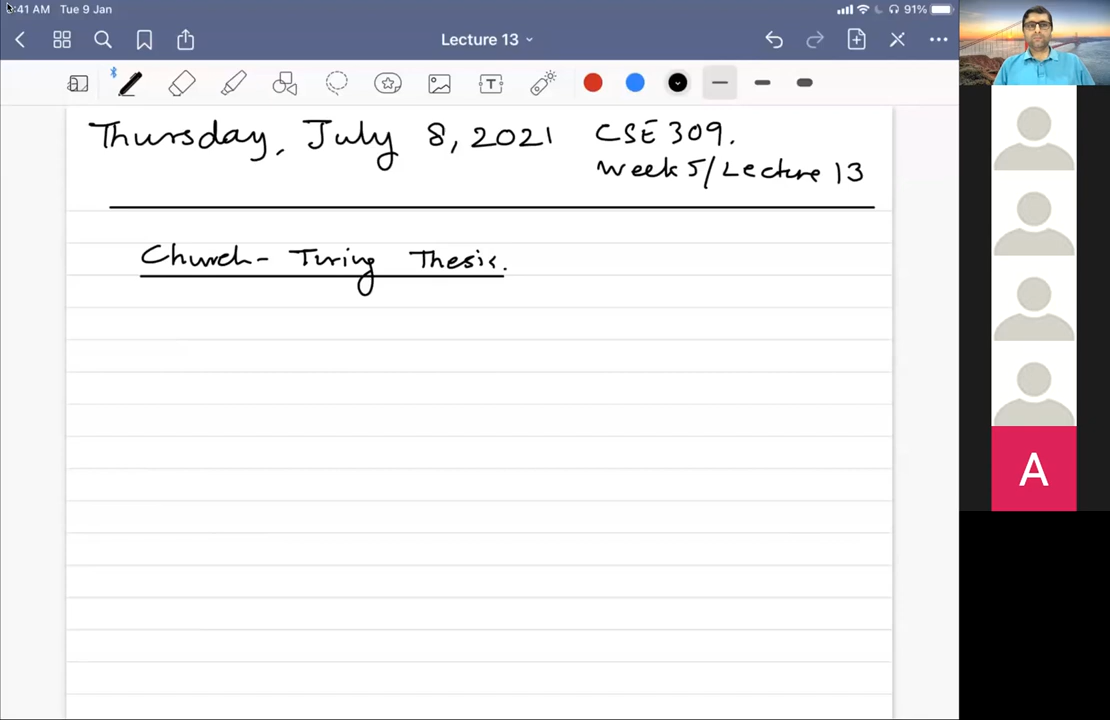 :41 AM Tue 9 Jan 91%
Lecture 13
T
Thursday, July 8, 2021 CSE 309.
Week 5/Lecture 13
Church- Turing Thesis.
A